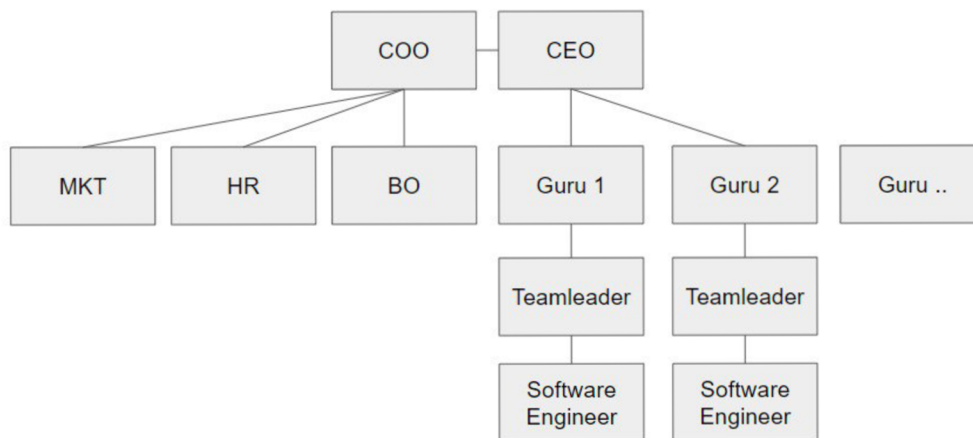 COO
CEO
MKT
HR
BO
Guru 1
Guru 2
Guru ..
Teamleader
Teamleader
Software
Engineer
Software
Engineer